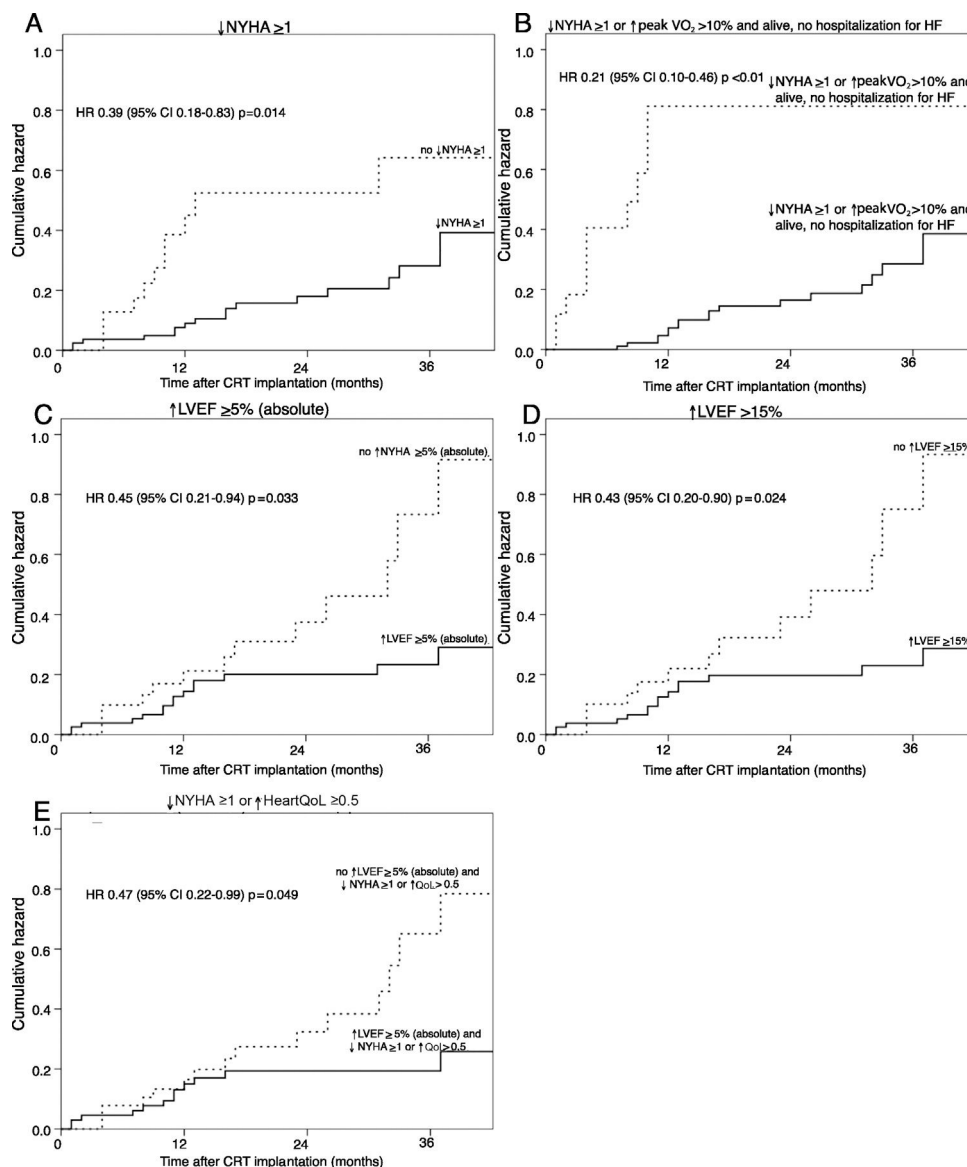 A
↓NYHA ≥1
Cumulative hazard
1.0
0.8
0.6
0.4
0.2
0.0
HR 0.39 (95% CI 0.18-0.83) p=0.014
no ↓NYHA ≥1
↓NYHA ≥1
0 12 24 36
Time after CRT implantation (months)
B
↓NYHA ≥1 or ↑peak VO₂ >10% and alive, no hospitalization for HF
Cumulative hazard
1.0
0.8
0.6
0.4
0.2
0.0
HR 0.21 (95% CI 0.10-0.46) p <0.01
↓NYHA ≥1 or ↑peakVO₂>10% and
alive, no hospitalization for HF
↓NYHA ≥1 or ↑peakVO₂>10% and
alive, no hospitalization for HF
0 12 24 36
Time after CRT implantation (months)
C
↑LVEF ≥5% (absolute)
Cumulative hazard
1.0
0.8
0.6
0.4
0.2
0.0
no ↑NYHA ≥5% (absolute)
HR 0.45 (95% CI 0.21-0.94) p=0.033
↑LVEF ≥5% (absolute)
0 12 24 36
Time after CRT implantation (months)
D
↑LVEF >15%
Cumulative hazard
1.0
0.8
0.6
0.4
0.2
0.0
no ↑LVEF ≥15%
HR 0.43 (95% CI 0.20-0.90) p=0.024
↑LVEF ≥15%
0 12 24 36
Time after CRT implantation (months)
E
↓NYHA ≥1 or ↑HeartQoL ≥0.5
Cumulative hazard
1.0
0.8
0.6
0.4
0.2
0.0
no ↑LVEF≥5% (absolute) and
↓ NYHA ≥1 or ↑QoL>0.5
HR 0.47 (95% CI 0.22-0.99) p=0.049
↑LVEF≥5% (absolute) and
↓ NYHA ≥1 or ↑QoL>0.5
0 12 24 36
Time after CRT implantation (months)